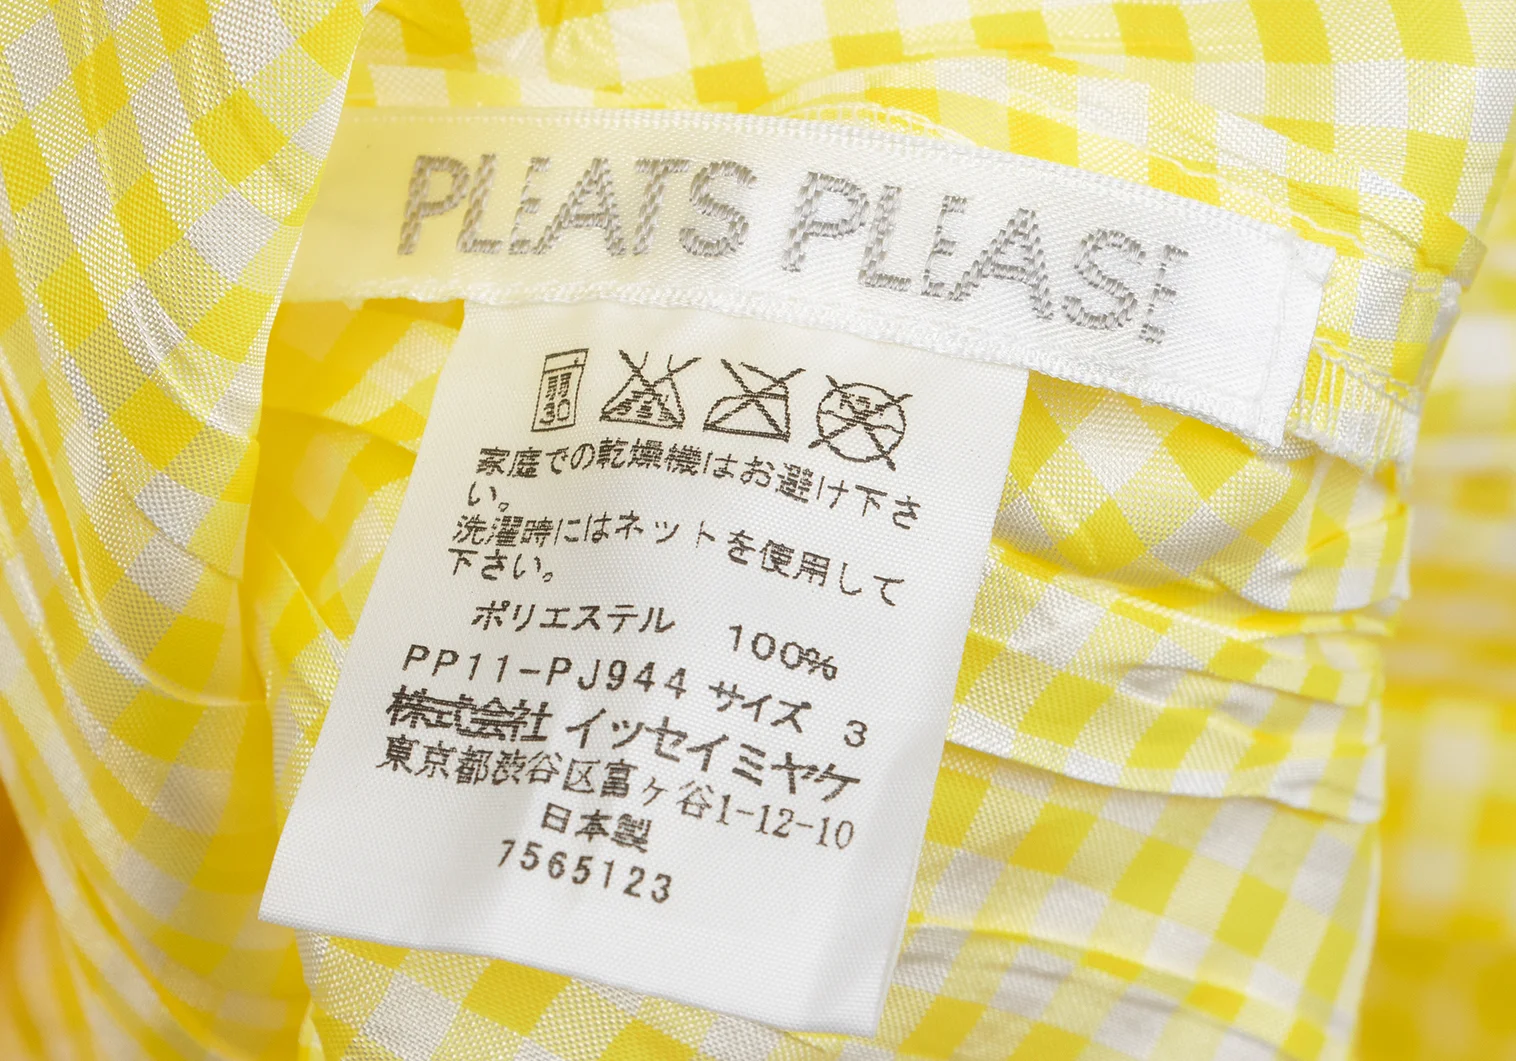 PLEATS PLEASE
弱
30
家庭での乾燥機はお避け下さ
い。
洗濯時にはネットを使用して
下さい。
ポリエステル 100%
PP11-PJ944 サイズ 3
株式会社 イッセイミヤケ
東京都渋谷区富ヶ谷1-12-10
日本製
7565123